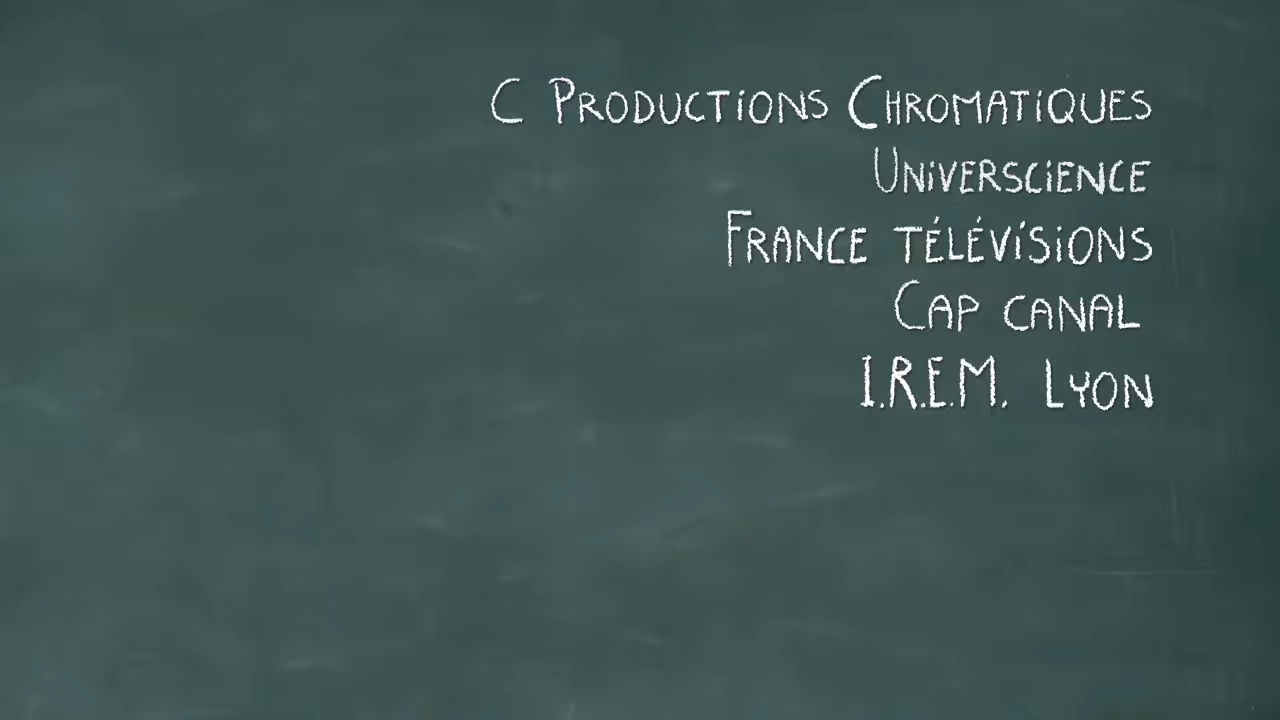 C PRODUCTIONS CHROMATIQUES
UNIVERSCIENCE
FRANCE TÉLÉVISIONS
CAP CANAL
I.R.E.M. LYON